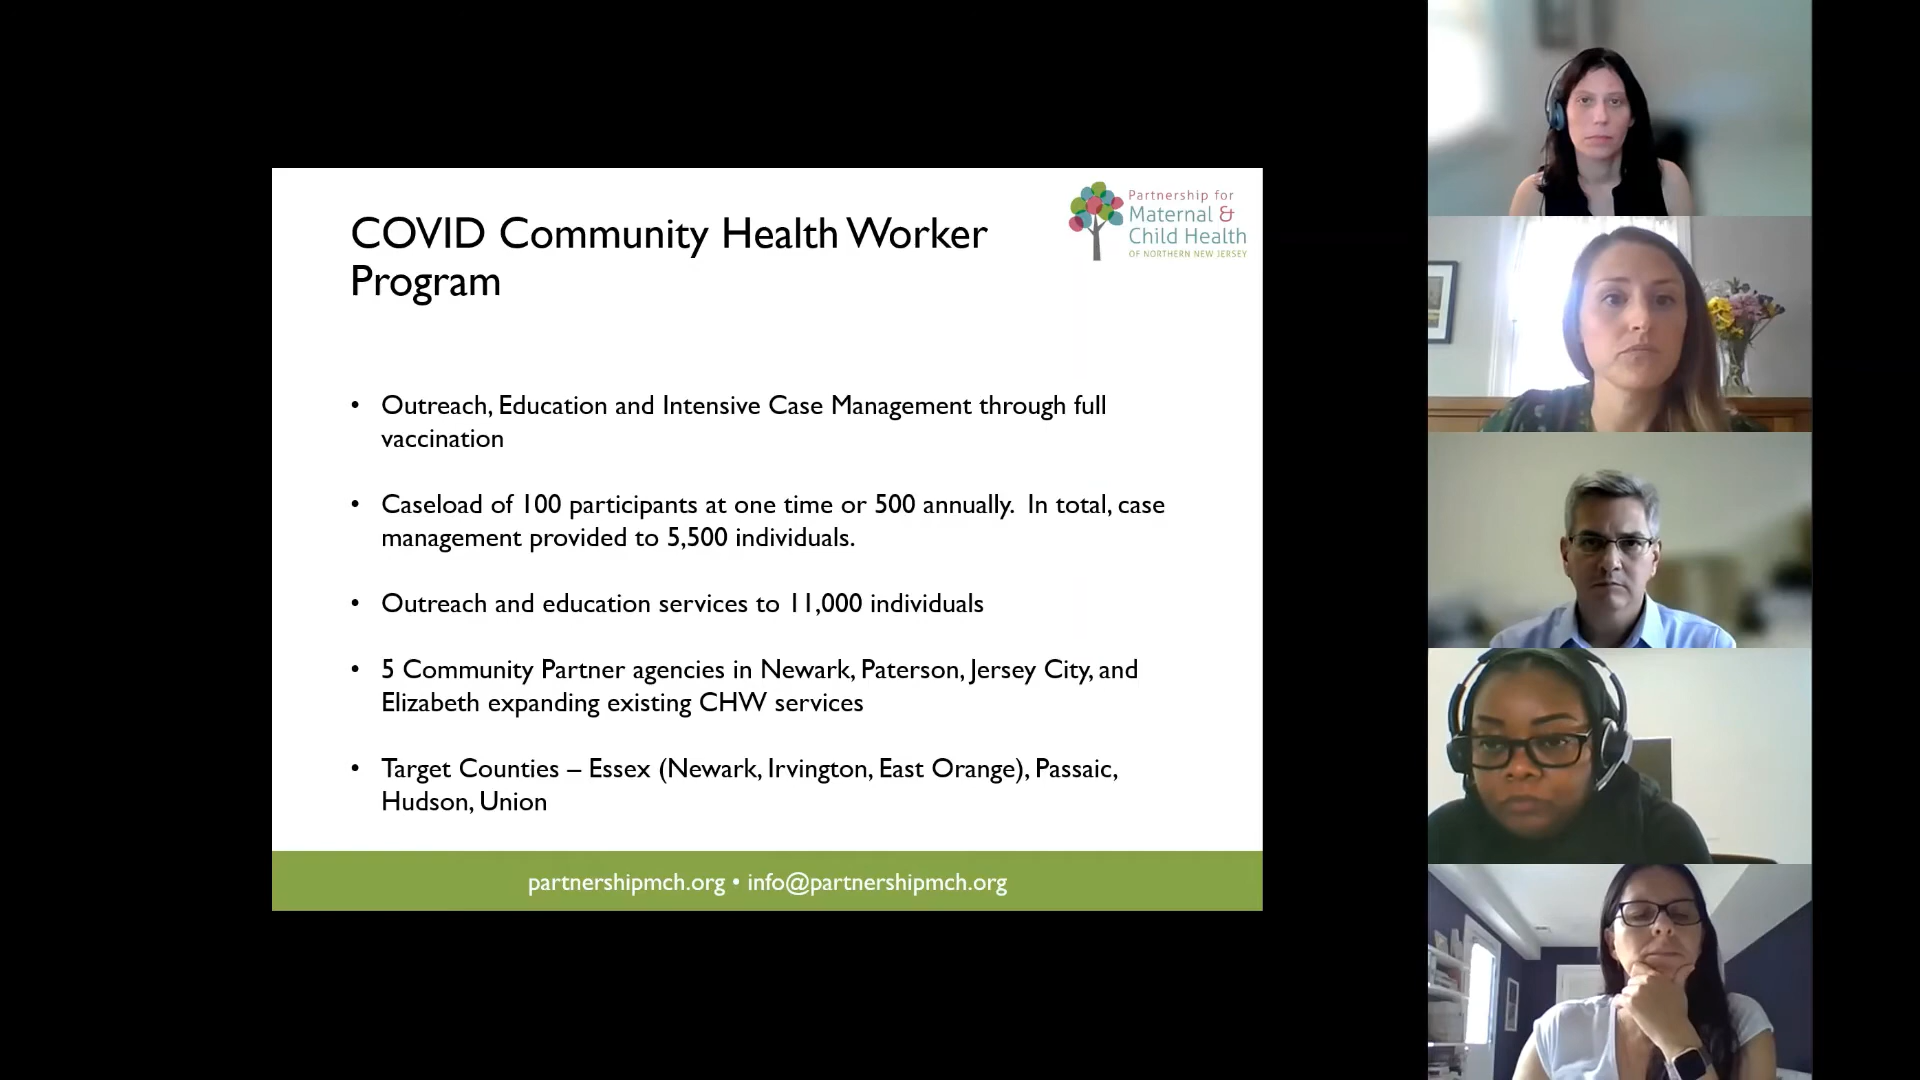 COVID Community Health Worker
Program
Partnership for
Maternal &
Child Health
OF NORTHERN NEW JERSEY
• Outreach, Education and Intensive Case Management through full
vaccination
• Caseload of 100 participants at one time or 500 annually.  In total, case
management provided to 5,500 individuals.
• Outreach and education services to 11,000 individuals
• 5 Community Partner agencies in Newark, Paterson, Jersey City, and
Elizabeth expanding existing CHW services
• Target Counties – Essex (Newark, Irvington, East Orange), Passaic,
Hudson, Union
partnershipmch.org • info@partnershipmch.org